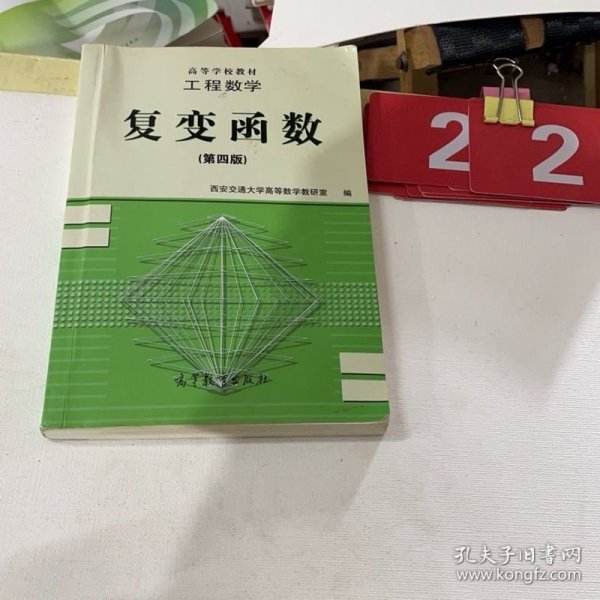 高等学校教材
工程数学
复变函数
(第四版)
西安交通大学高等数学教研室 编
高等教育出版社
2
2
孔夫子旧书网
www.kongfz.com